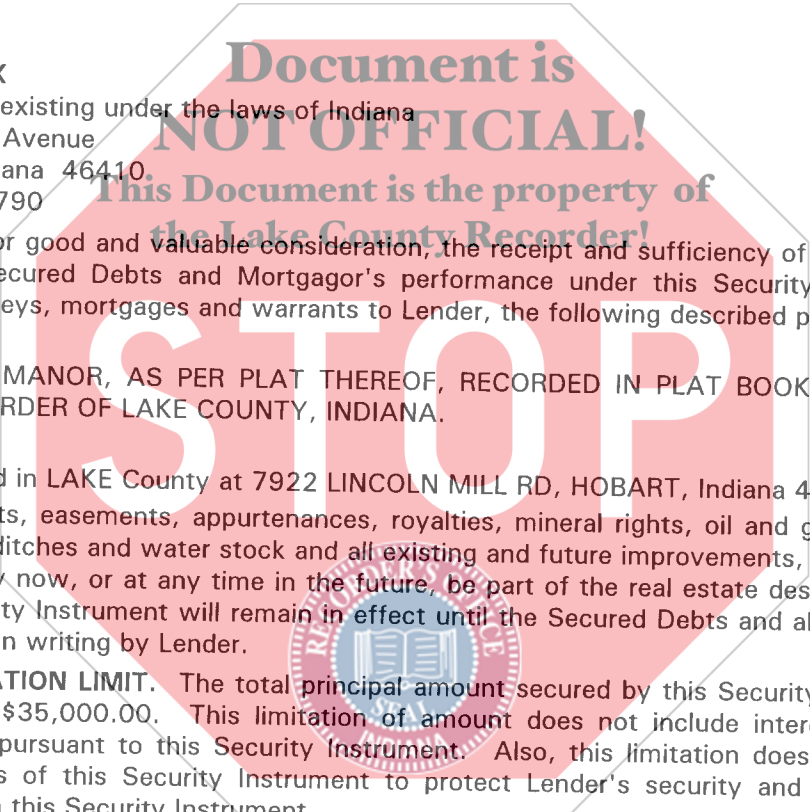 Document is
NOT OFFICIAL!
This Document is the property of
the Lake County Recorder!
STOP
existing under the laws of Indiana
Avenue
ana 46410
790
or good and valuable consideration, the receipt and sufficiency of
ecured Debts and Mortgagor's performance under this Security
eys, mortgages and warrants to Lender, the following described p
MANOR, AS PER PLAT THEREOF, RECORDED IN PLAT BOOK
RDER OF LAKE COUNTY, INDIANA.
d in LAKE County at 7922 LINCOLN MILL RD, HOBART, Indiana 4
ts, easements, appurtenances, royalties, mineral rights, oil and g
ditches and water stock and all existing and future improvements,
y now, or at any time in the future, be part of the real estate des
ty Instrument will remain in effect until the Secured Debts and al
n writing by Lender.
ATION LIMIT. The total principal amount secured by this Security
$35,000.00. This limitation of amount does not include inter
pursuant to this Security Instrument. Also, this limitation does
s of this Security Instrument to protect Lender's security and
this Security Instrument
RECORDER'S OFFICE
SEAL
INDIANA